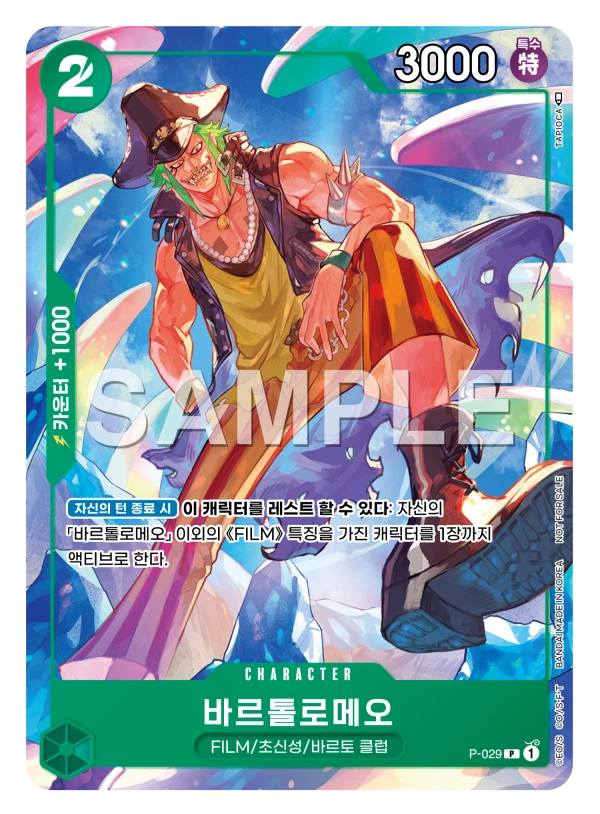 2
3000
특수
特
TAPIOCA
카운터 +1000
SAMPLE
자신의 턴 종료 시 이 캐릭터를 레스트 할 수 있다: 자신의
「바르톨로메오」 이외의 《FILM》 특징을 가진 캐릭터를 1장까지
액티브로 한다.
CHARACTER
바르톨로메오
FILM/초신성/바르토 클럽
P-029 P 1
©EO/S ©O/S·F·T BANDAI MADE IN KOREA NOT FOR SALE